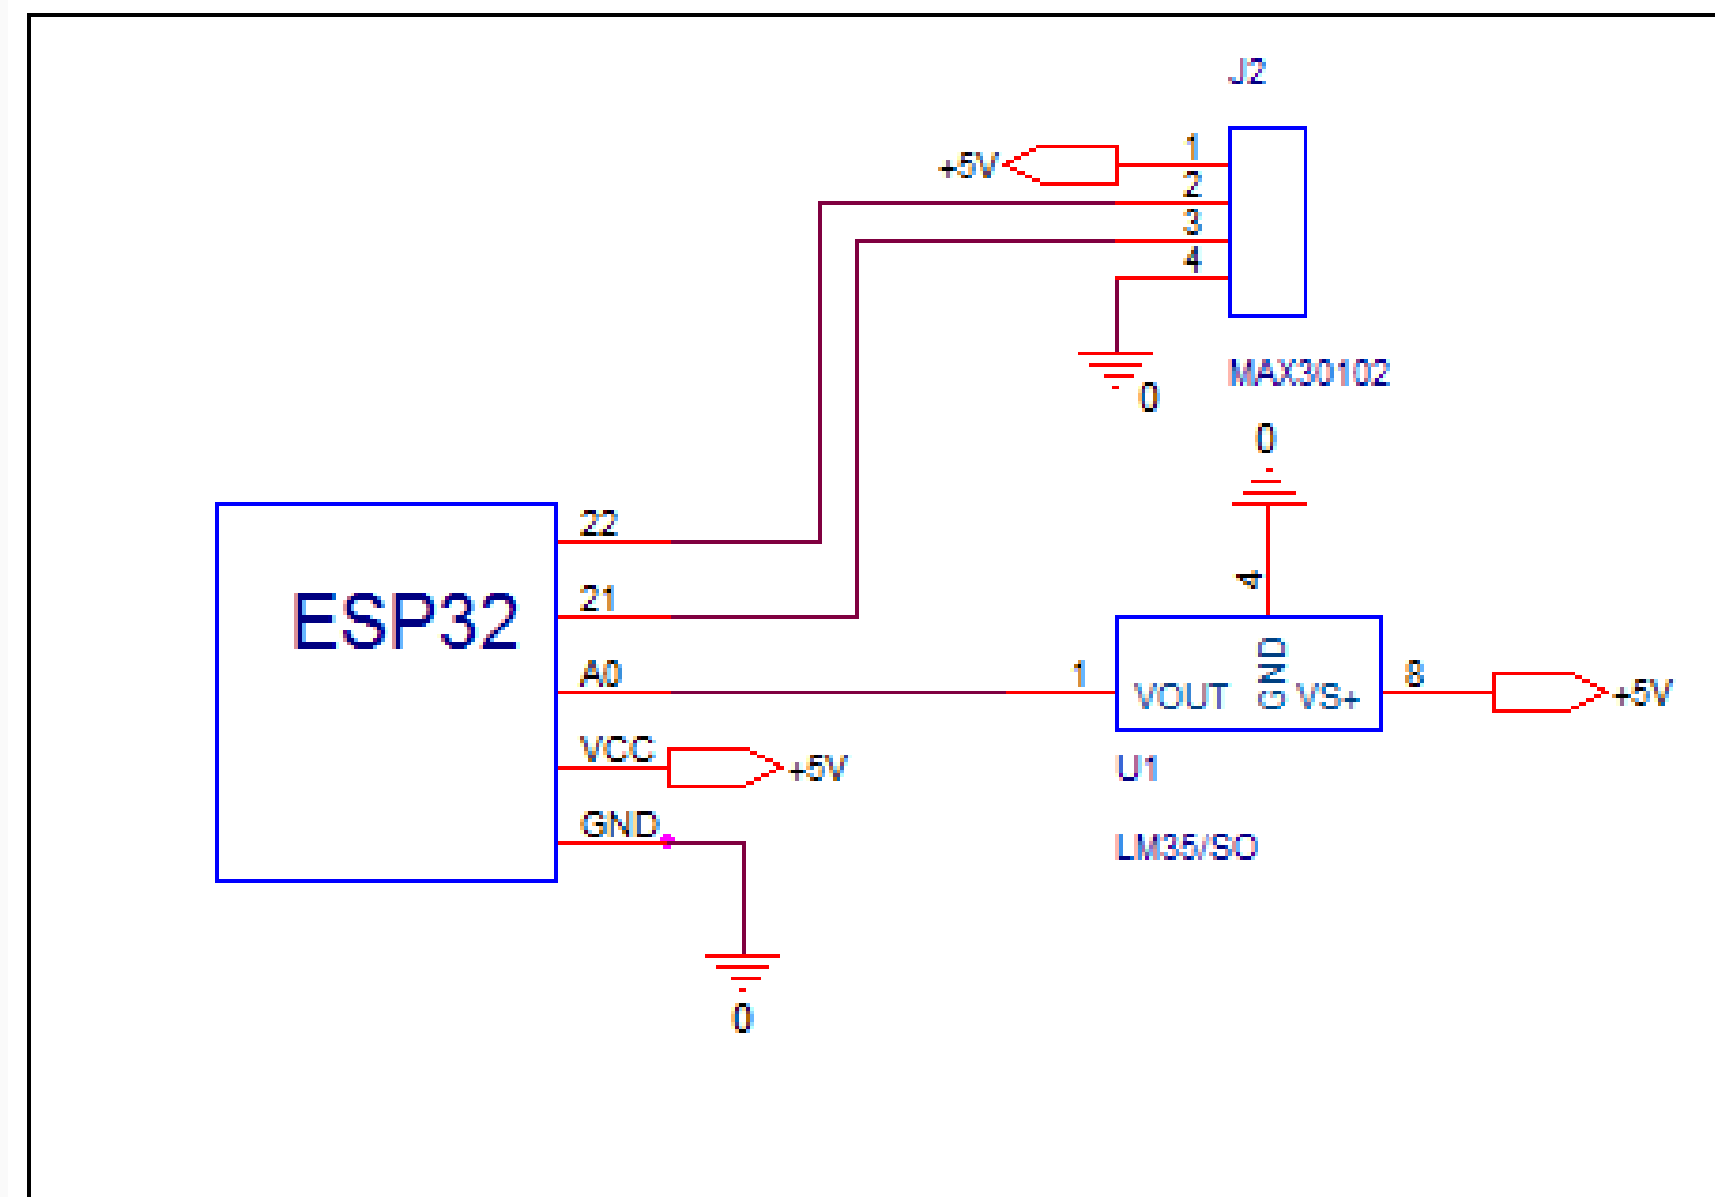 J2
1
+5V
2
3
4
0
MAX30102
0
22
4
ESP32
21
A0
1
8
VOUT
GND
VS+
+5V
VCC
+5V
U1
GND
LM35/SO
0